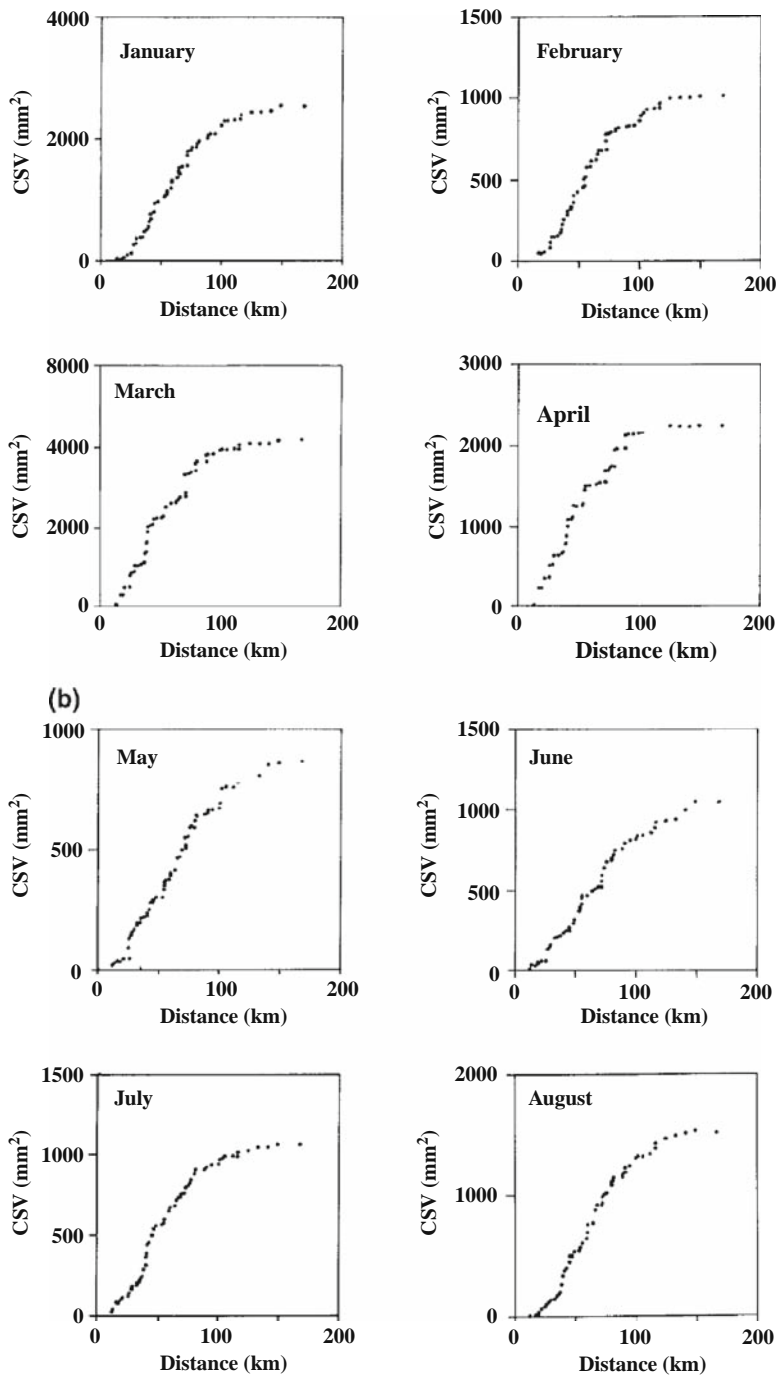 4000
January
CSV (mm²)
2000
0
0 100 200
Distance (km)
1500
February
1000
CSV (mm²)
500
0
0 100 200
Distance (km)
8000
March
CSV (mm²)
4000
2000
0
0 100 200
Distance (km)
3000
April
2000
CSV (mm²)
1000
0
0 100 200
Distance (km)
(b)
1000
May
CSV (mm²)
500
0
0 100 200
Distance (km)
1500
June
1000
CSV (mm²)
500
0
0 100 200
Distance (km)
1500
July
1000
CSV (mm²)
500
0
0 100 200
Distance (km)
2000
August
CSV (mm²)
1000
0
0 100 200
Distance (km)